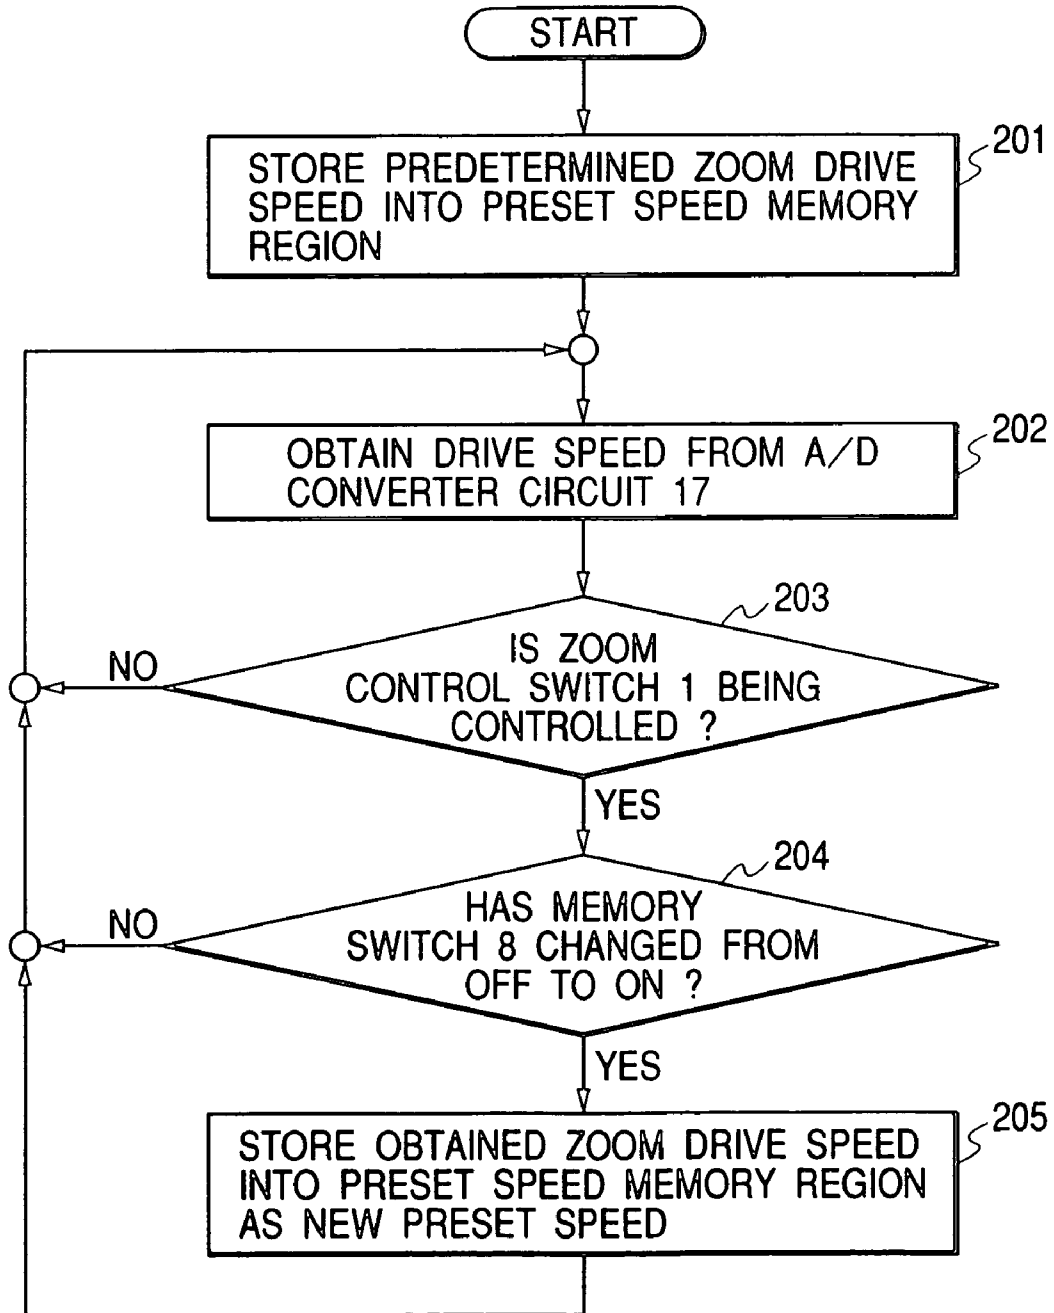 START
201
STORE PREDETERMINED ZOOM DRIVE
SPEED INTO PRESET SPEED MEMORY
REGION
202
OBTAIN DRIVE SPEED FROM A/D
CONVERTER CIRCUIT 17
203
IS ZOOM
CONTROL SWITCH 1 BEING
CONTROLLED ?
NO
YES
204
HAS MEMORY
SWITCH 8 CHANGED FROM
OFF TO ON ?
NO
YES
205
STORE OBTAINED ZOOM DRIVE SPEED
INTO PRESET SPEED MEMORY REGION
AS NEW PRESET SPEED